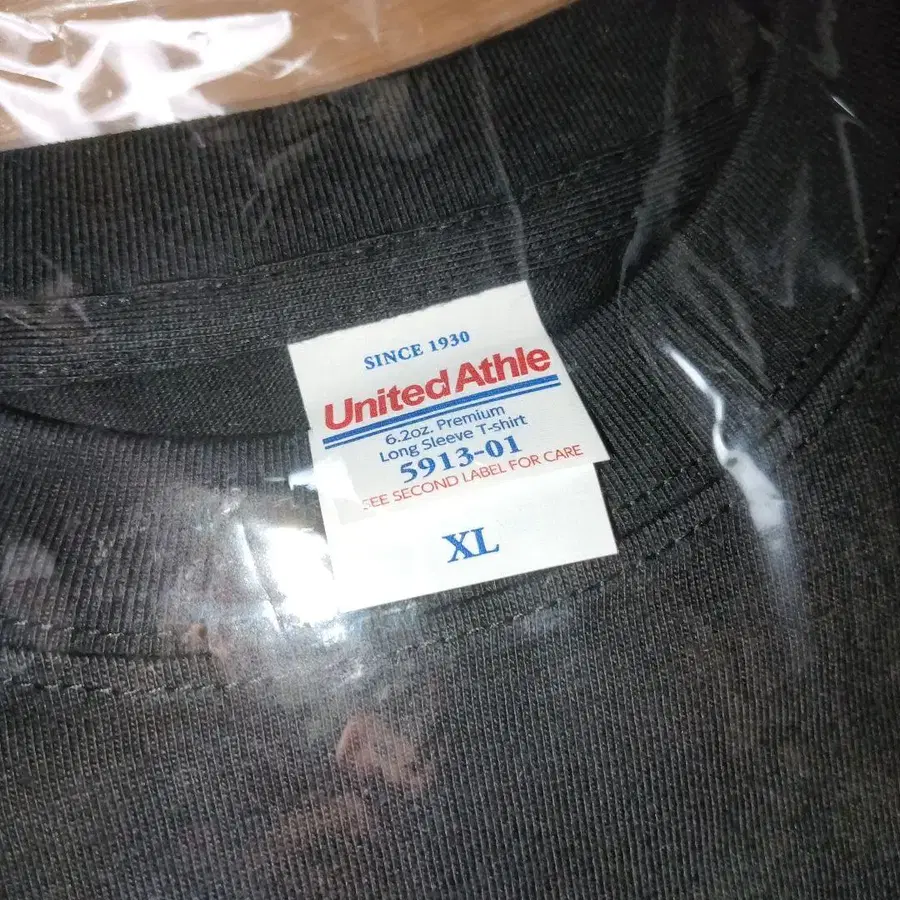 SINCE 1930
United Athle
6.2oz. Premium
Long Sleeve T-shirt
5913-01
SEE SECOND LABEL FOR CARE
XL